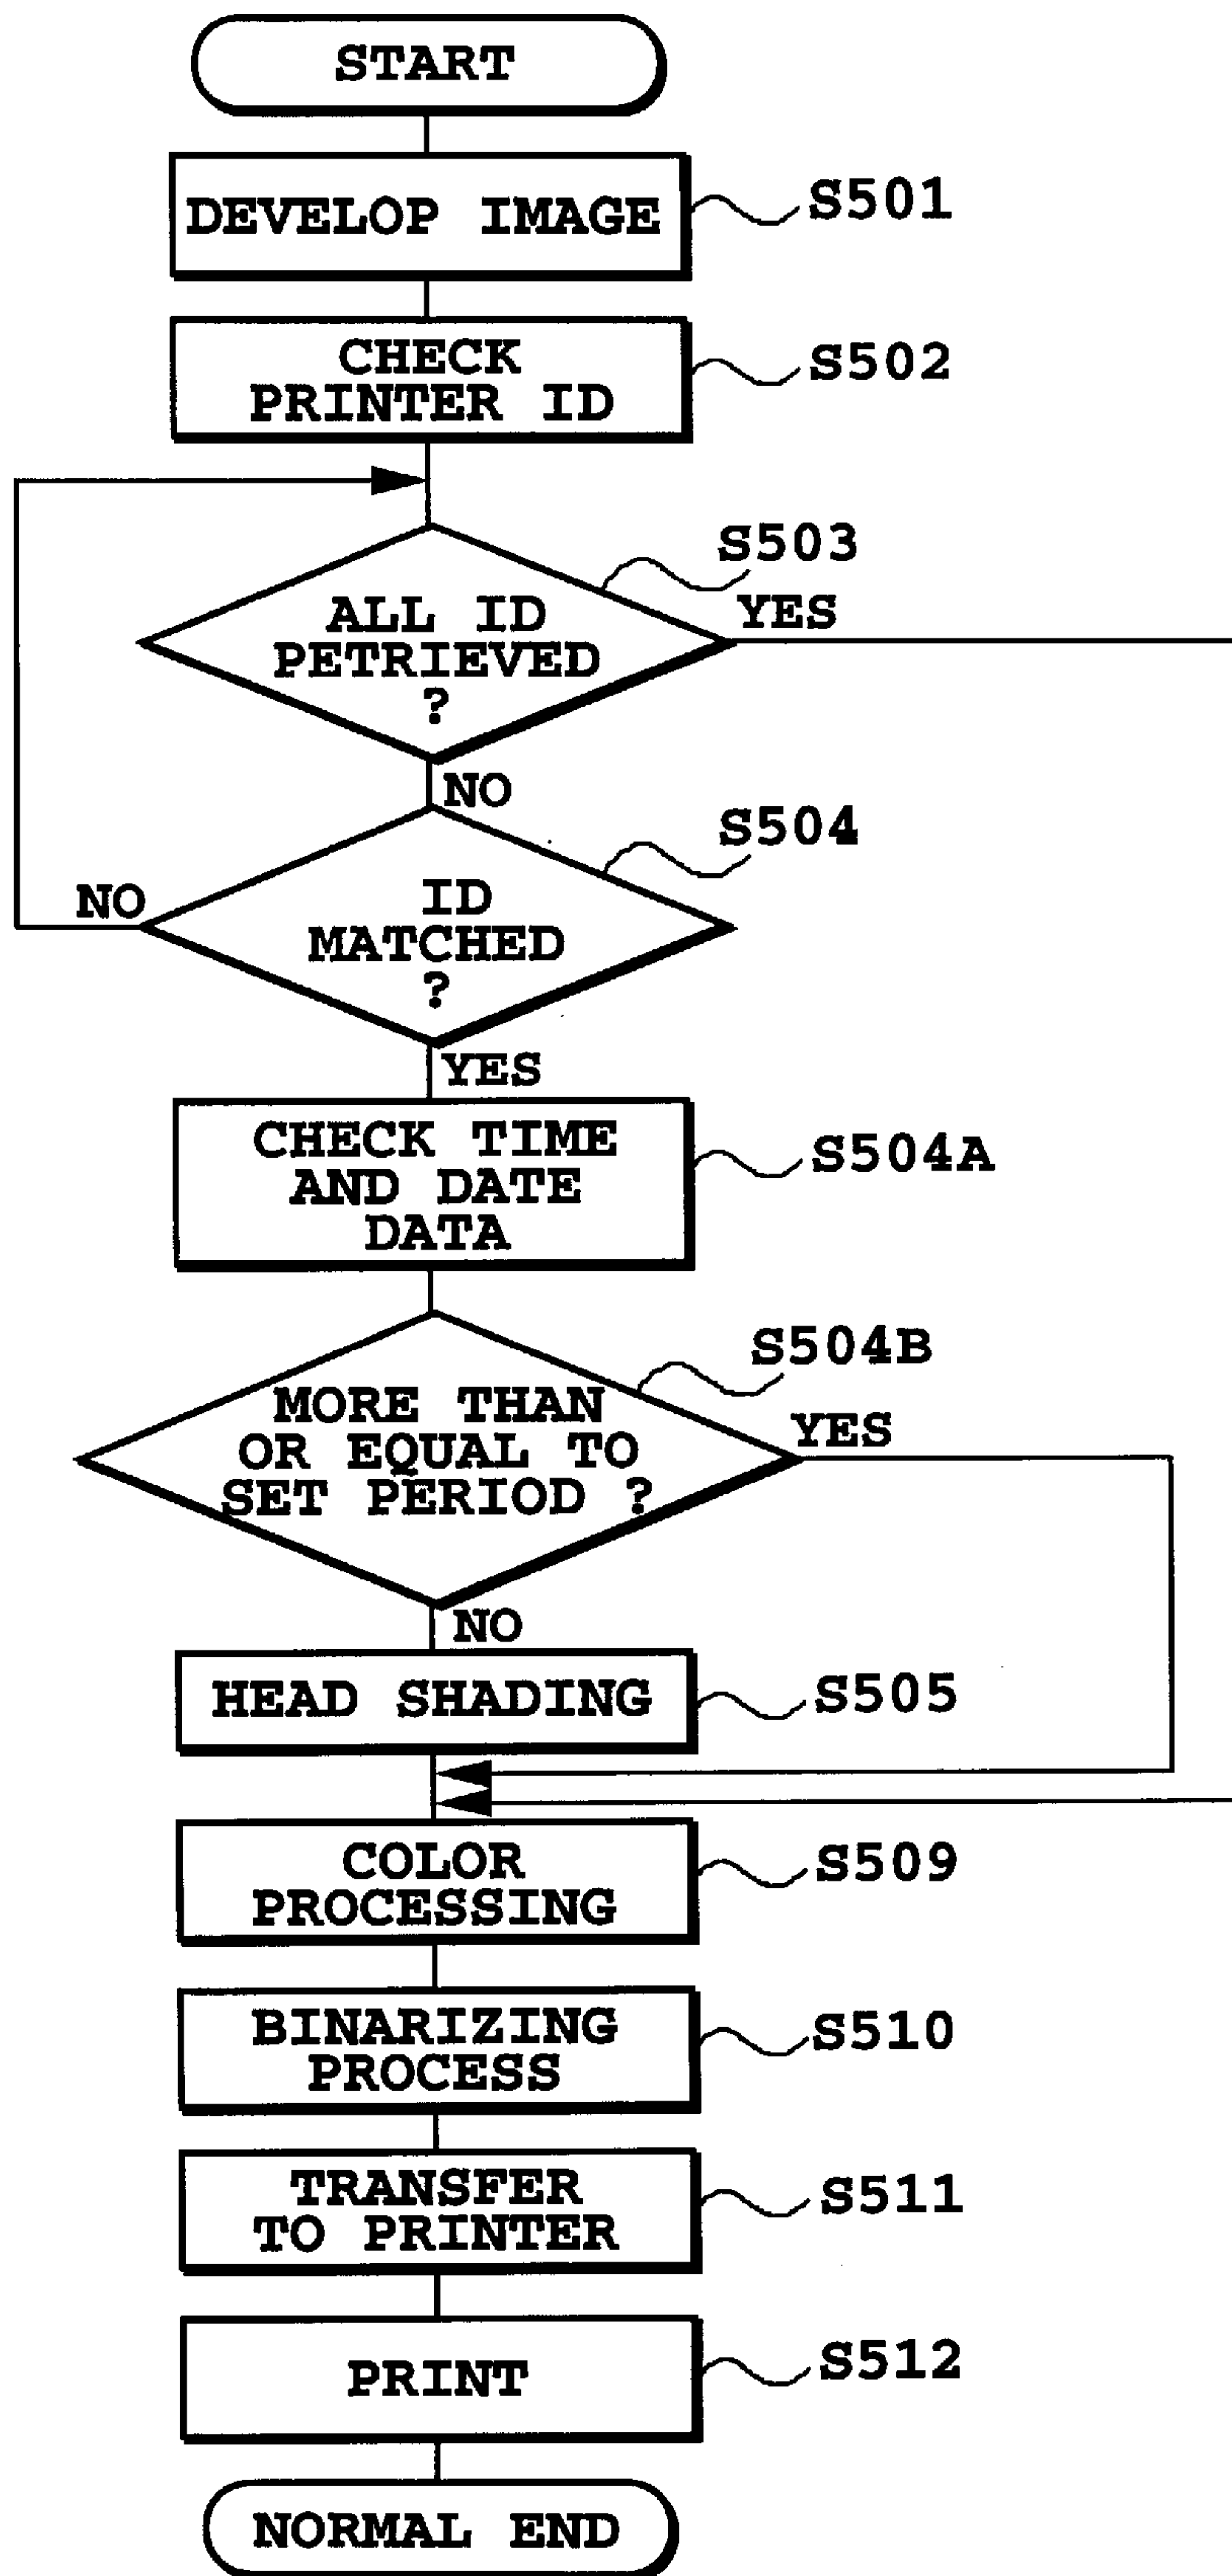 START
DEVELOP IMAGE
S501
CHECK
PRINTER ID
S502
S503
ALL ID
PETRIEVED
?
YES
NO
S504
ID
MATCHED
?
NO
YES
CHECK TIME
AND DATE
DATA
S504A
S504B
MORE THAN
OR EQUAL TO
SET PERIOD ?
YES
NO
HEAD SHADING
S505
COLOR
PROCESSING
S509
BINARIZING
PROCESS
S510
TRANSFER
TO PRINTER
S511
PRINT
S512
NORMAL END